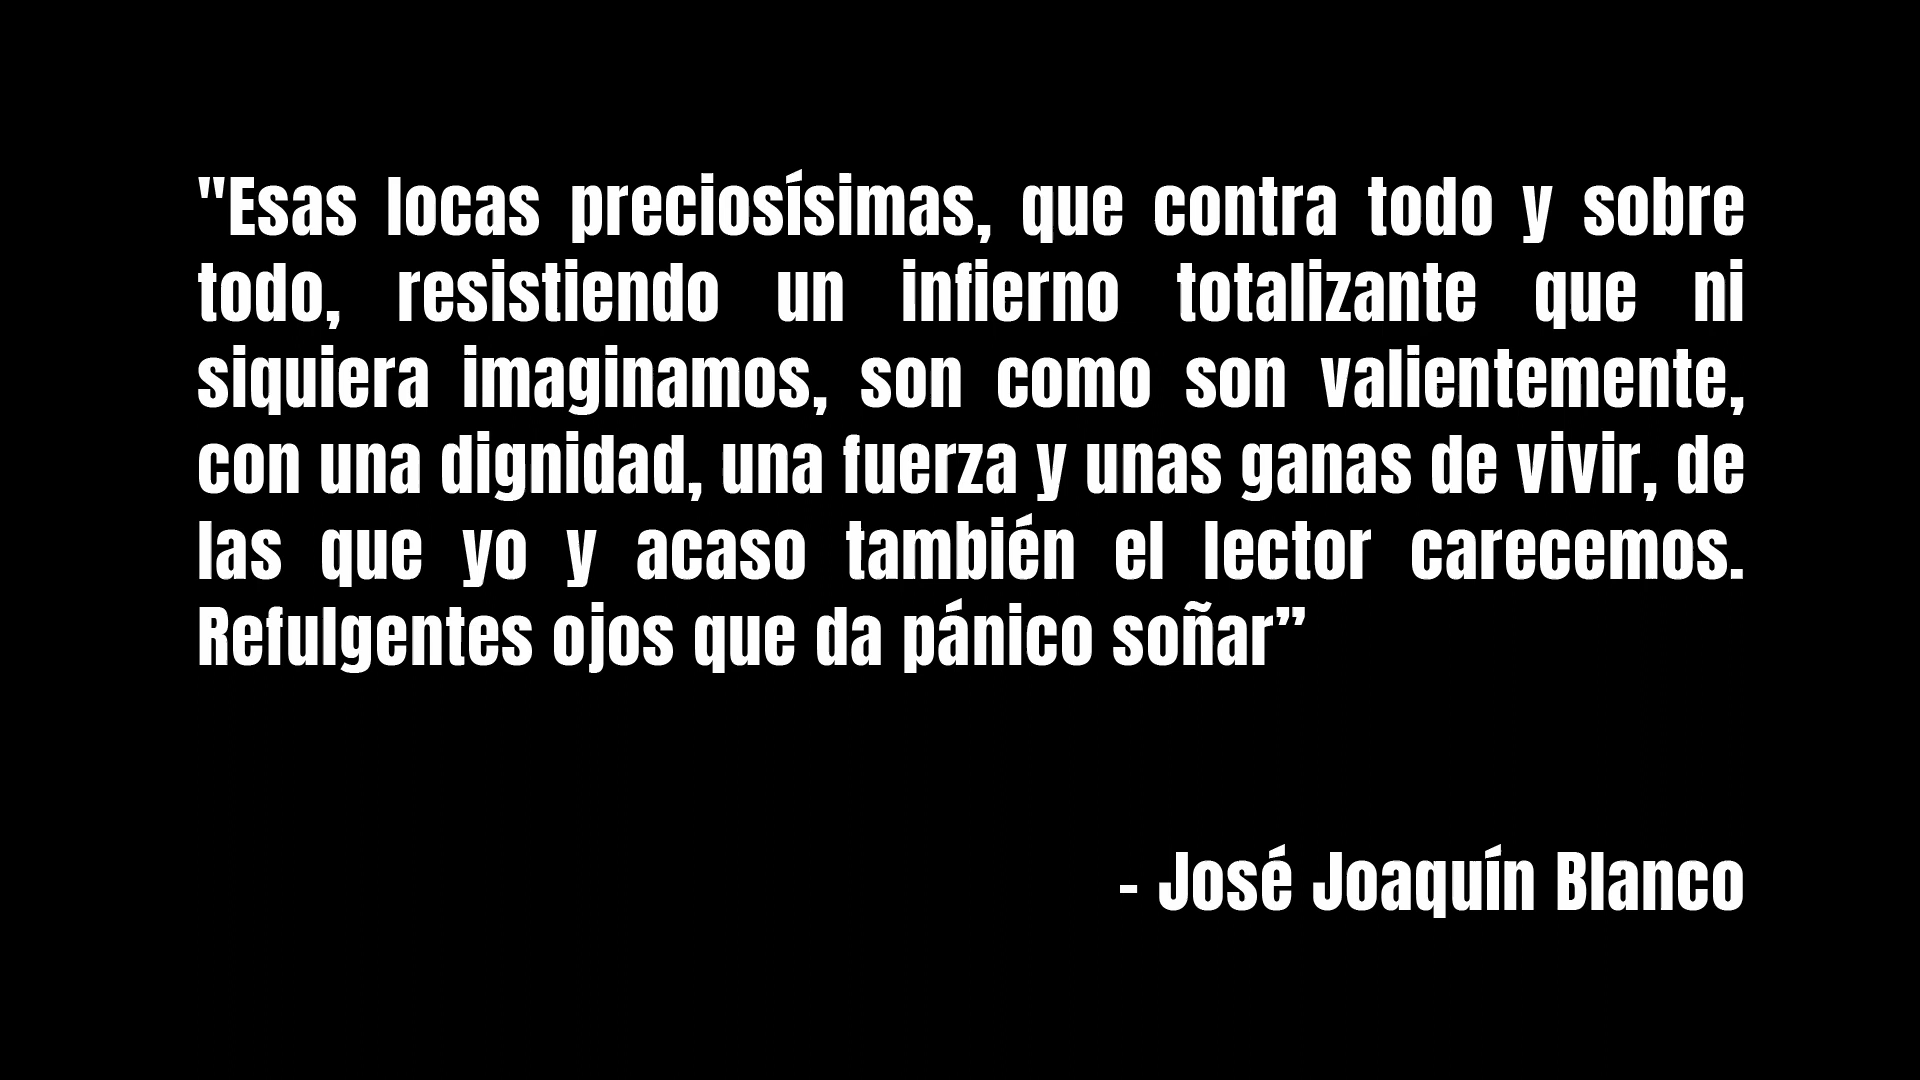 "Esas locas preciosísimas, que contra todo y sobre
todo, resistiendo un infierno totalizante que ni
siquiera imaginamos, son como son valientemente,
con una dignidad, una fuerza y unas ganas de vivir, de
las que yo y acaso también el lector carecemos.
Refulgentes ojos que da pánico soñar”
- José Joaquín Blanco